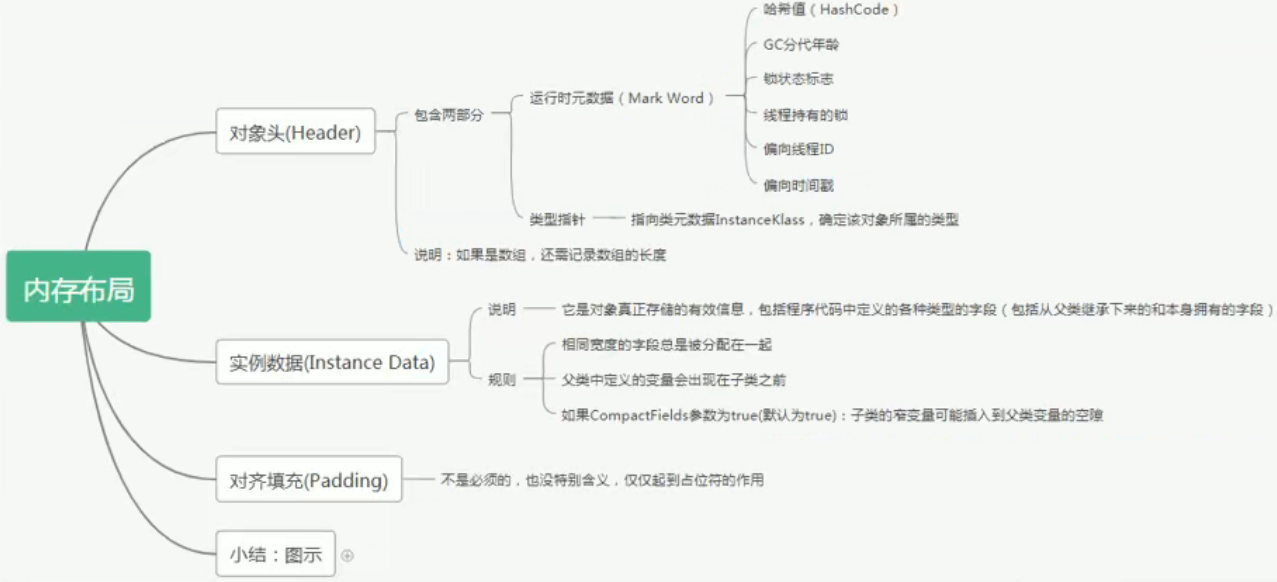 内存布局
对象头(Header)
包含两部分
运行时元数据（Mark Word）
哈希值（HashCode）
GC分代年龄
锁状态标志
线程持有的锁
偏向线程ID
偏向时间戳
类型指针
指向类元数据InstanceKlass，确定该对象所属的类型
说明：如果是数组，还需记录数组的长度
实例数据(Instance Data)
说明
它是对象真正存储的有效信息，包括程序代码中定义的各种类型的字段（包括从父类继承下来的和本身拥有的字段）
规则
相同宽度的字段总是被分配在一起
父类中定义的变量会出现在子类之前
如果CompactFields参数为true(默认为true)：子类的窄变量可能插入到父类变量的空隙
对齐填充(Padding)
不是必须的，也没特别含义，仅仅起到占位符的作用
小结：图示